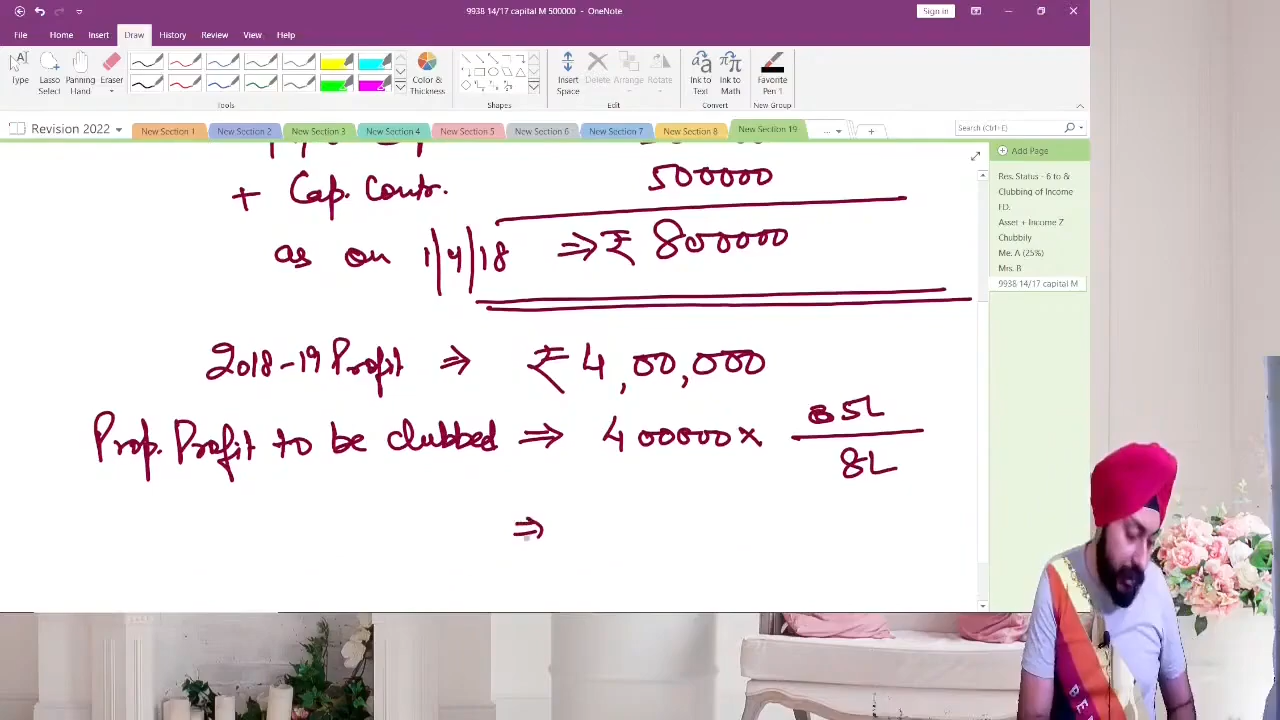 9938 14/17 capital M 500000 - OneNote
Sign in
File Home Insert Draw History Review View Help
Type
Lasso Select
Panning Hand
Eraser
Color & Thickness
Insert Space
Delete
Arrange
Rotate
Ink to Text
Ink to Math
Favorite Pen 1
Tools Shapes Edit Convert New Group
Revision 2022
New Section 1 New Section 2 New Section 3 New Section 4 New Section 5 New Section 6 New Section 7 New Section 8 New Section 19 ...
Search (Ctrl+E)
Add Page
Res. Status - 6 to &
Clubbing of Income
FD.
Asset + Income Z
Chubbily
Me. A (25%)
Mrs. B
9938 14/17 capital M
+ Cap. Contr. 500000
as on 1/4/18 ⇒ ₹ 800000
2018-19 Profit ⇒ ₹ 4,00,000
Prop. Profit to be clubbed ⇒ 400000 × 5L
8L
⇒